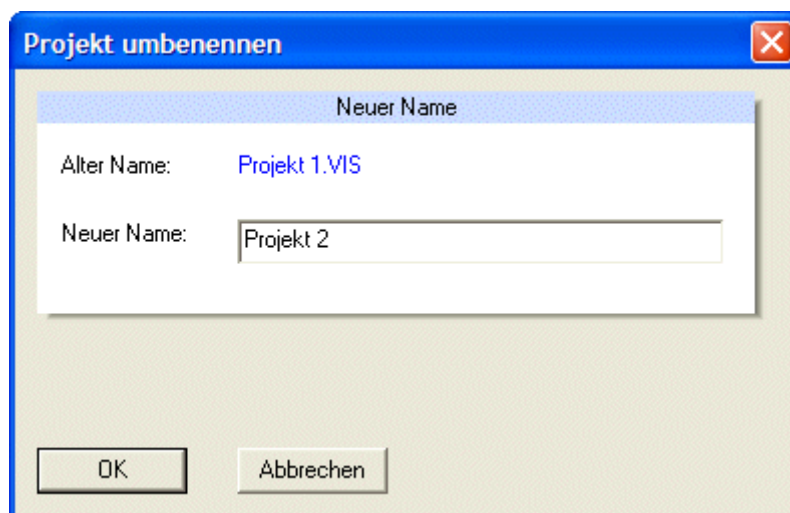 Projekt umbenennen
Neuer Name
Alter Name: Projekt 1.VIS
Neuer Name: Projekt 2
OK Abbrechen